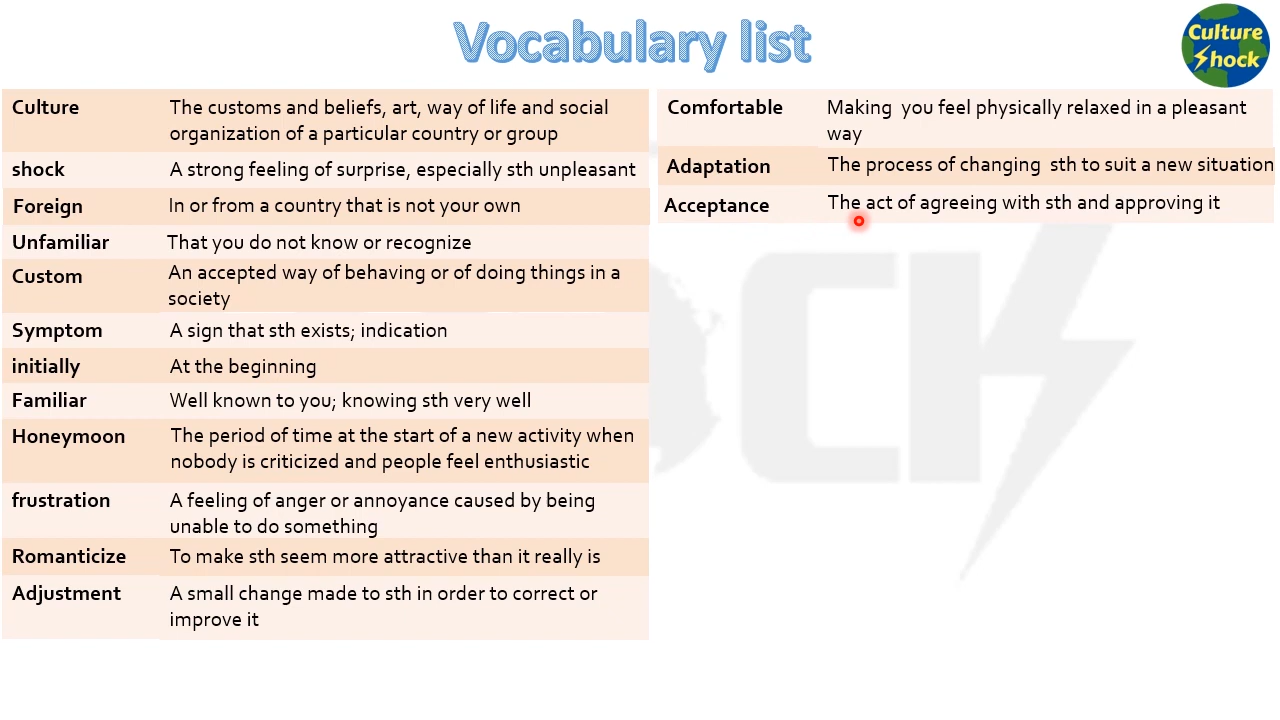 Vocabulary list
Culture Shock
Culture The customs and beliefs, art, way of life and social
organization of a particular country or group
shock A strong feeling of surprise, especially sth unpleasant
Foreign In or from a country that is not your own
Unfamiliar That you do not know or recognize
Custom An accepted way of behaving or of doing things in a
society
Symptom A sign that sth exists; indication
initially At the beginning
Familiar Well known to you; knowing sth very well
Honeymoon The period of time at the start of a new activity when
nobody is criticized and people feel enthusiastic
frustration A feeling of anger or annoyance caused by being
unable to do something
Romanticize To make sth seem more attractive than it really is
Adjustment A small change made to sth in order to correct or
improve it
Comfortable Making you feel physically relaxed in a pleasant
way
Adaptation The process of changing sth to suit a new situation
Acceptance The act of agreeing with sth and approving it